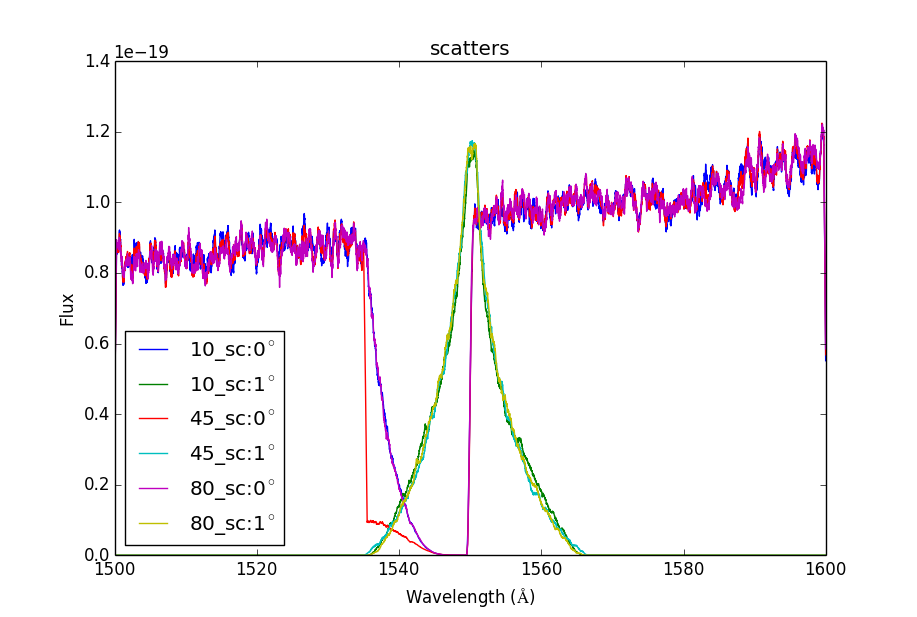 scatters
1e−19
1.4
1.2
1.0
0.8
0.6
0.4
0.2
0.0
Flux
10_sc:0°
10_sc:1°
45_sc:0°
45_sc:1°
80_sc:0°
80_sc:1°
1500 1520 1540 1560 1580 1600
Wavelength (Å)